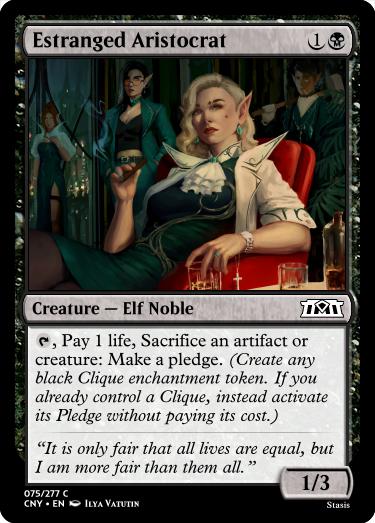 Estranged Aristocrat 1
Creature — Elf Noble
, Pay 1 life, Sacrifice an artifact or
creature: Make a pledge. (Create any
black Clique enchantment token. If you
already control a Clique, instead activate
its Pledge without paying its cost.)
“It is only fair that all lives are equal, but
I am more fair than them all.”
1/3
075/277 C
CNY • EN Ilya Vatutin
Stasis